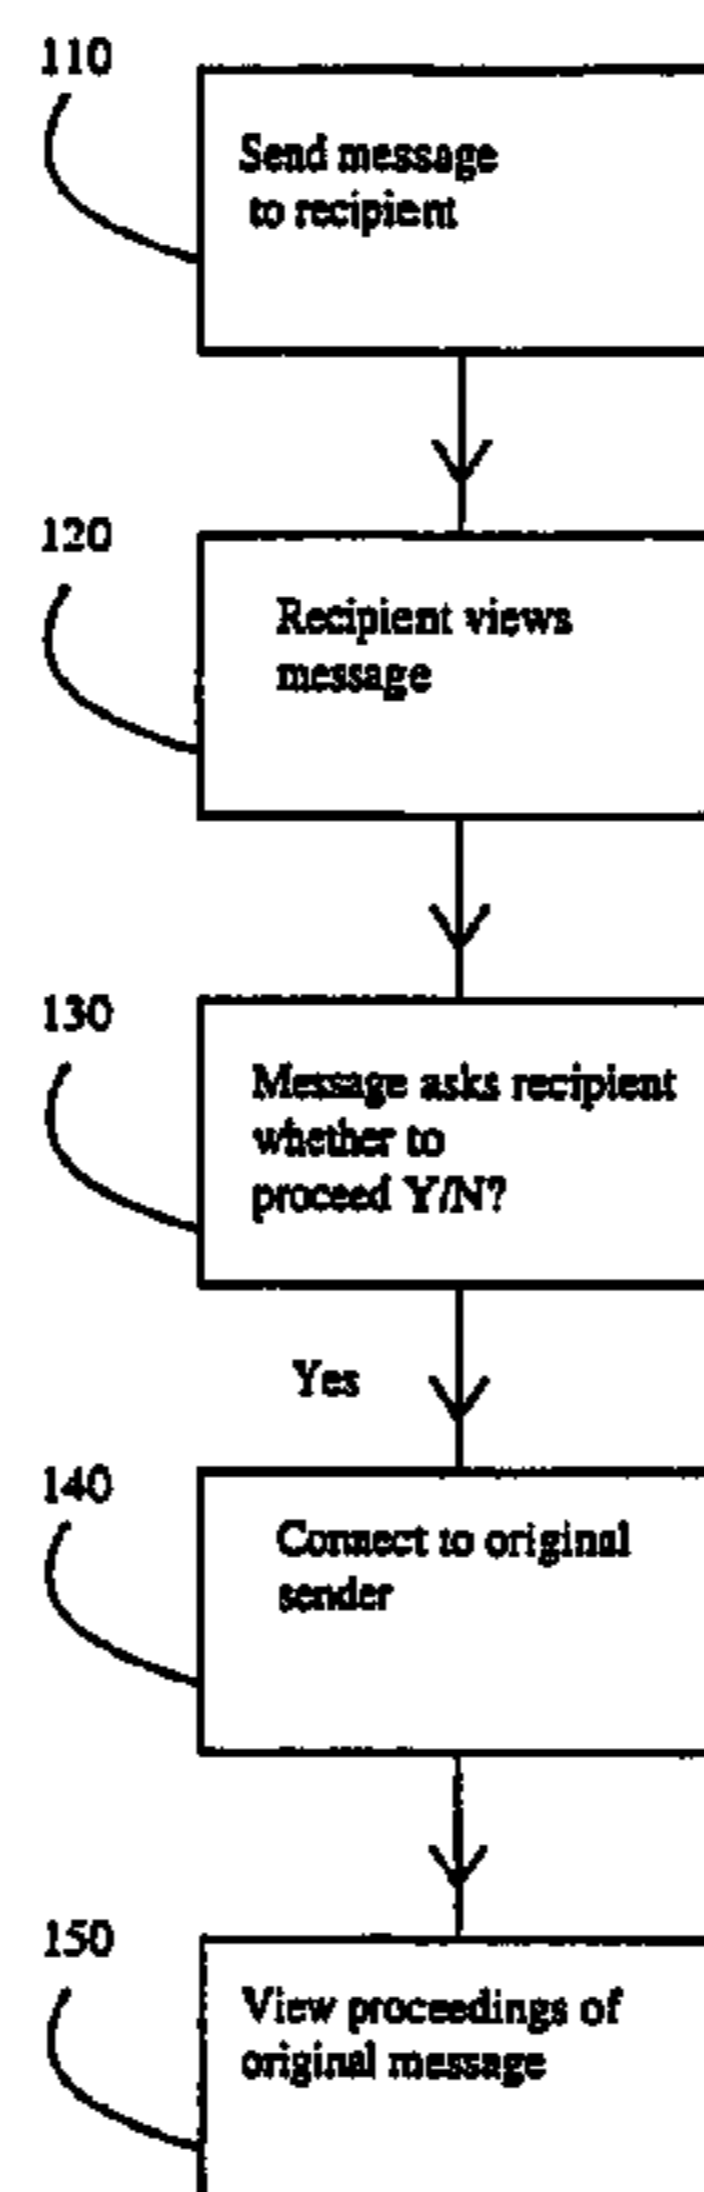 110
Send message
to recipient
120
Recipient views
message
130
Message asks recipient
whether to
proceed Y/N?
Yes
140
Connect to original
sender
150
View proceedings of
original message